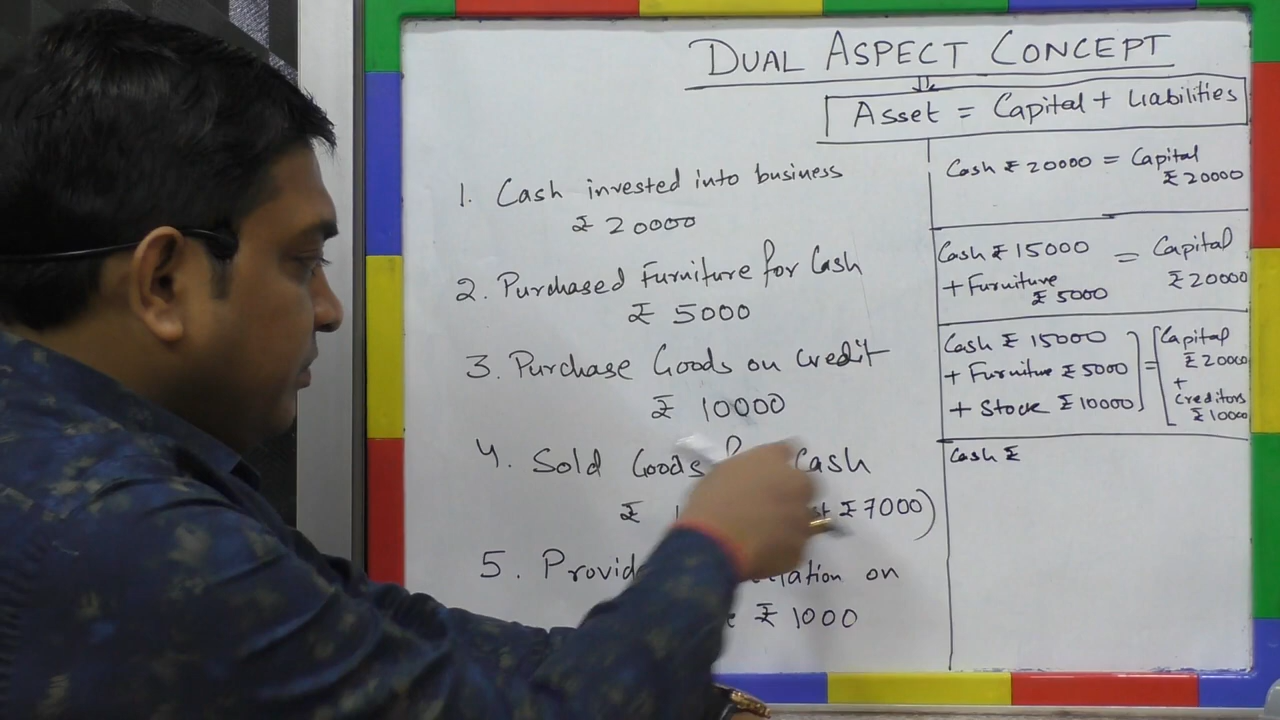 DUAL ASPECT CONCEPT
Asset = Capital + Liabilities
1. Cash invested into business
₹ 20000
2. Purchased Furniture for Cash
₹ 5000
3. Purchase Goods on Credit
₹ 10000
4. Sold Goods Cash
₹ ₹ 7000)
5. on
₹ 1000
Cash ₹ 20000 = Capital
₹ 20000
Cash ₹ 15000 = Capital
+ Furniture ₹ 20000
₹ 5000
Cash ₹ 15000 = Capital
+ Furniture ₹ 5000 ₹ 20000
+
+ Stock ₹ 10000 Creditors
₹ 10000
Cash ₹